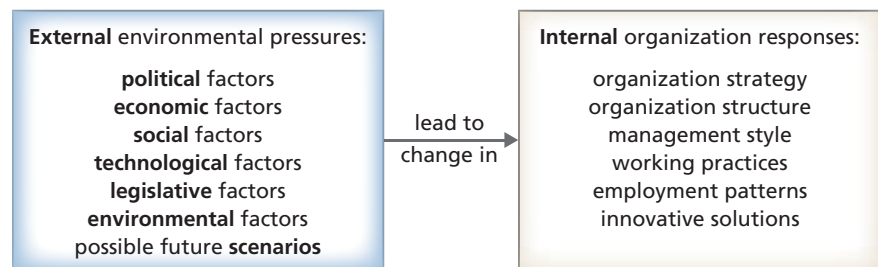 External environmental pressures:
political factors
economic factors
social factors
technological factors
legislative factors
environmental factors
possible future scenarios
lead to
change in
Internal organization responses:
organization strategy
organization structure
management style
working practices
employment patterns
innovative solutions